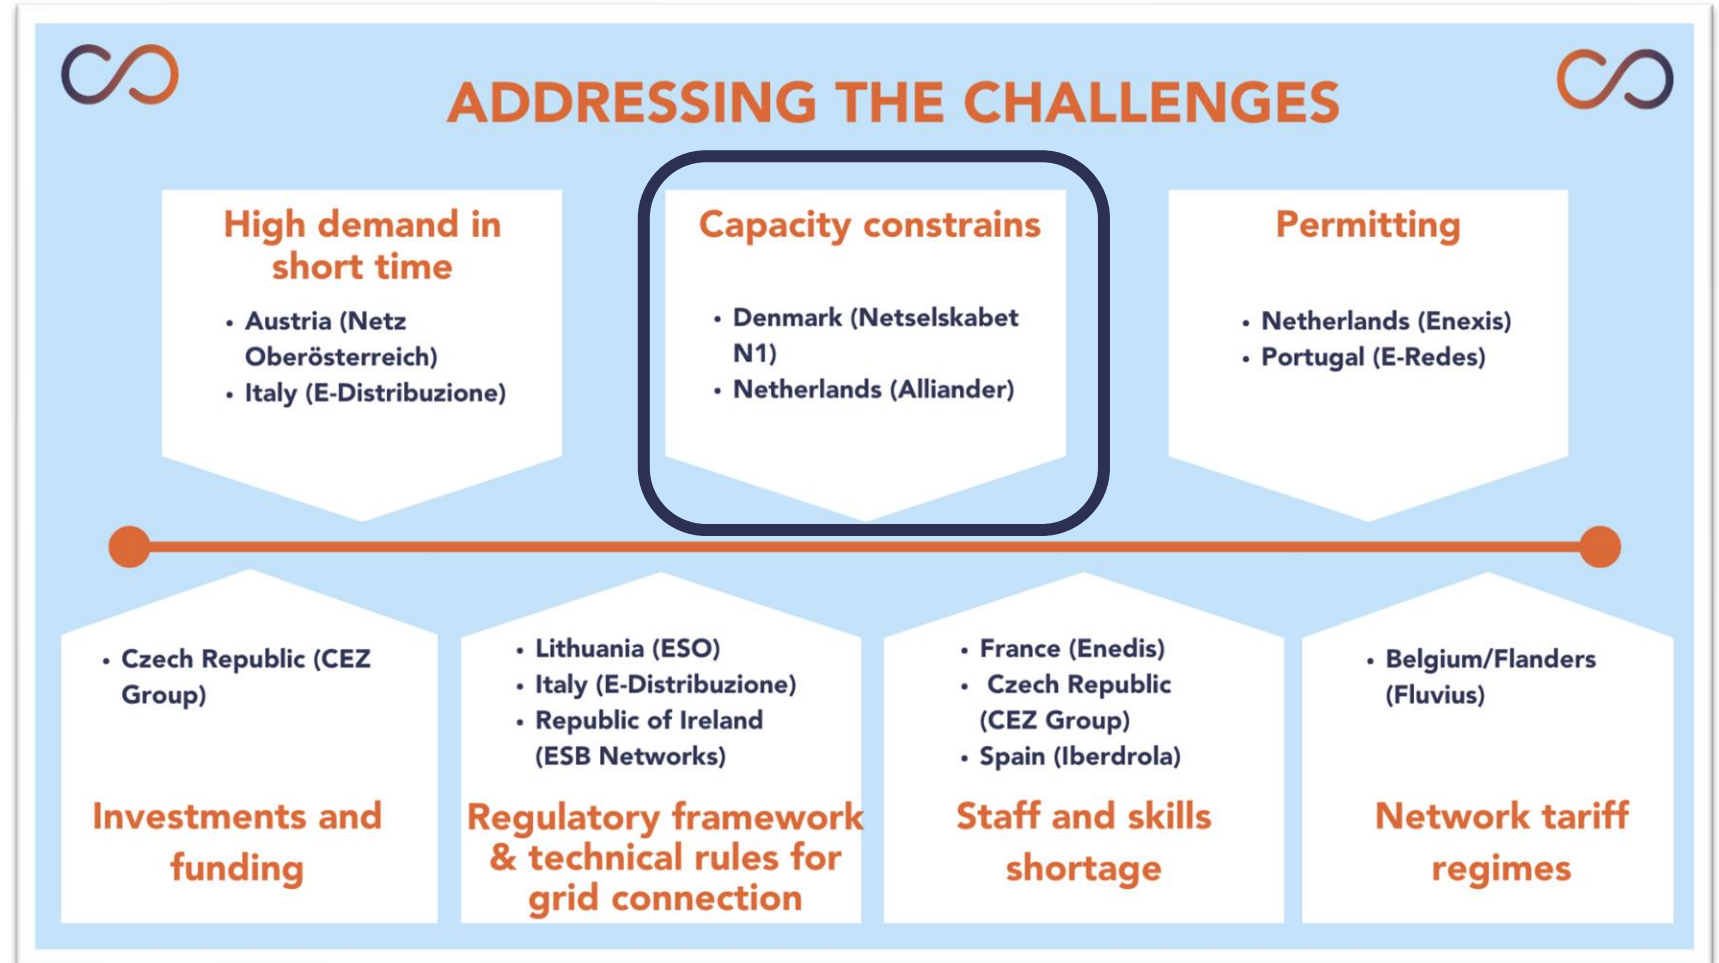 ADDRESSING THE CHALLENGES
High demand in
short time
• Austria (Netz
Oberösterreich)
• Italy (E-Distribuzione)
Capacity constrains
• Denmark (Netselskabet
N1)
• Netherlands (Alliander)
Permitting
• Netherlands (Enexis)
• Portugal (E-Redes)
• Czech Republic (CEZ
Group)
Investments and
funding
• Lithuania (ESO)
• Italy (E-Distribuzione)
• Republic of Ireland
(ESB Networks)
Regulatory framework
& technical rules for
grid connection
• France (Enedis)
• Czech Republic
(CEZ Group)
• Spain (Iberdrola)
Staff and skills
shortage
• Belgium/Flanders
(Fluvius)
Network tariff
regimes